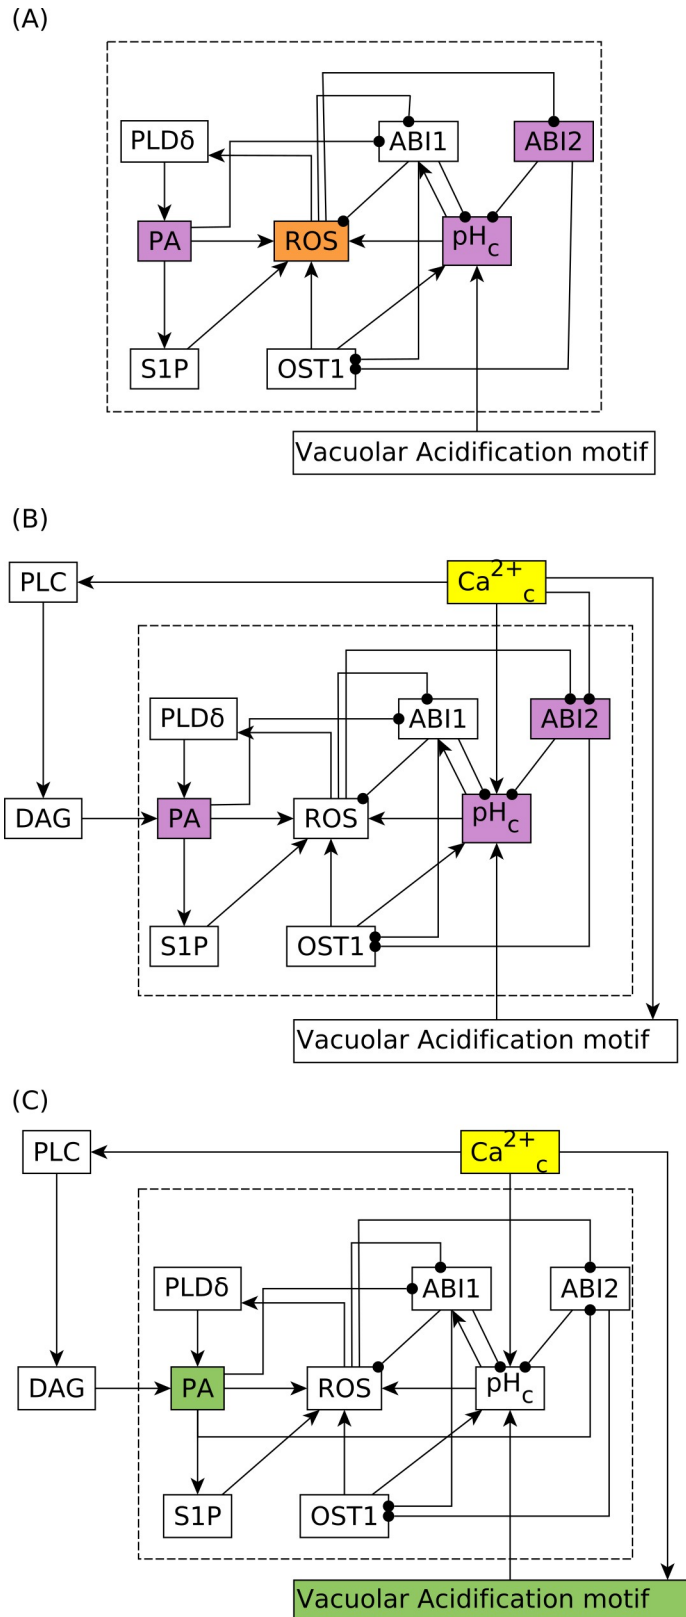 (A)
PLDδ
ABI1
ABI2
PA
ROS
pHc
S1P
OST1
Vacuolar Acidification motif
(B)
PLC
Ca2+c
PLDδ
ABI1
ABI2
DAG
PA
ROS
pHc
S1P
OST1
Vacuolar Acidification motif
(C)
PLC
Ca2+c
PLDδ
ABI1
ABI2
DAG
PA
ROS
pHc
S1P
OST1
Vacuolar Acidification motif